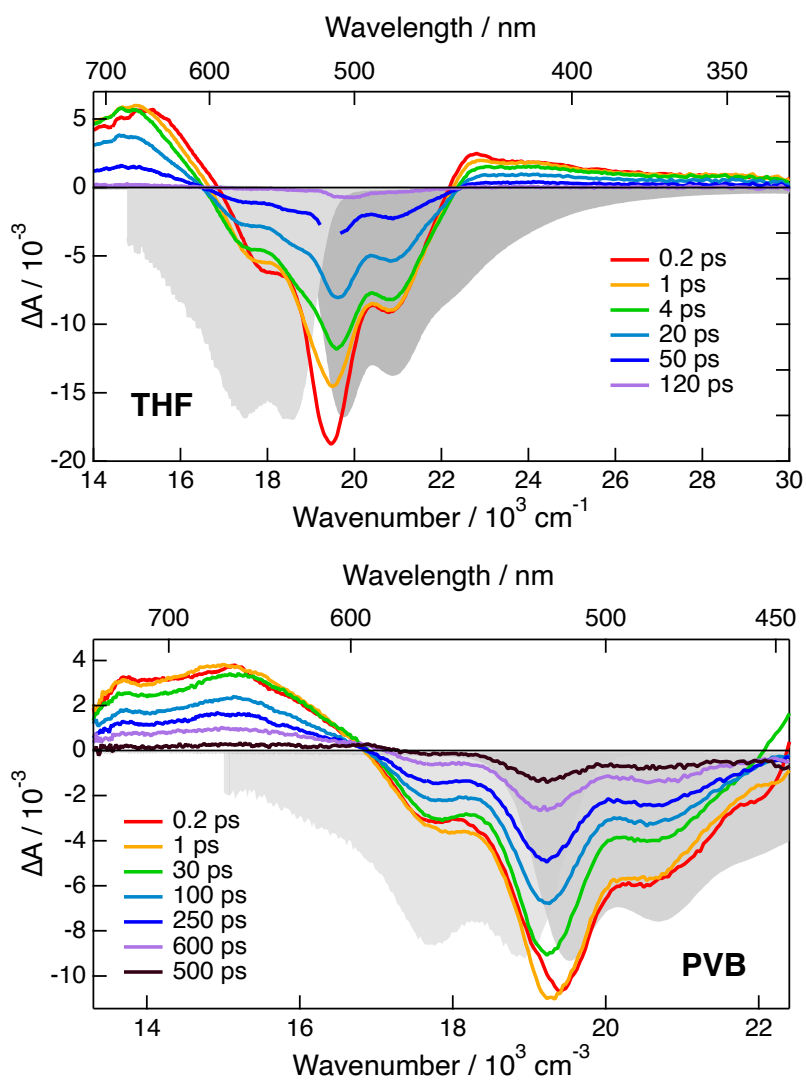 Wavelength / nm
700 600 500 400 350
5
0
-5
-10
-15
-20
ΔA / 10⁻³
0.2 ps
1 ps
4 ps
20 ps
50 ps
120 ps
THF
14 16 18 20 22 24 26 28 30
Wavenumber / 10³ cm⁻¹
Wavelength / nm
700 600 500 450
4
2
0
-2
-4
-6
-8
-10
ΔA / 10⁻³
0.2 ps
1 ps
30 ps
100 ps
250 ps
600 ps
500 ps
PVB
14 16 18 20 22
Wavenumber / 10³ cm⁻³